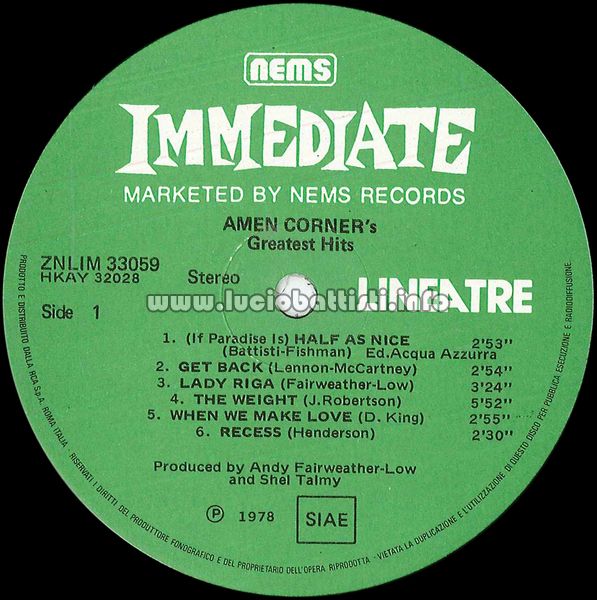 nems
IMMEDIATE
MARKETED BY NEMS RECORDS
AMEN CORNER's
Greatest Hits
ZNLIM 33059
HKAY 32028
Stereo
LINEATRE
www.luciobattisti.info
Side 1
1. (If Paradise Is) HALF AS NICE 2'53''
(Battisti-Fishman) Ed.Acqua Azzurra
2. GET BACK (Lennon-McCartney) 2'54''
3. LADY RIGA (Fairweather-Low) 3'24''
4. THE WEIGHT (J.Robertson) 5'52''
5. WHEN WE MAKE LOVE (D. King) 2'55''
6. RECESS (Henderson) 2'30''
Produced by Andy Fairweather-Low
and Shel Talmy
℗ 1978
SIAE
PRODOTTO E DISTRIBUITO DALLA RCA S.p.A. ROMA ITALIA - RISERVATI I DIRITTI DEL PRODUTTORE FONOGRAFICO E DEL PROPRIETARIO DELL'OPERA RIPRODOTTA - VIETATA LA DUPLICAZIONE E L'UTILIZZAZIONE DI QUESTO DISCO PER PUBBLICA ESECUZIONE E RADIODIFFUSIONE